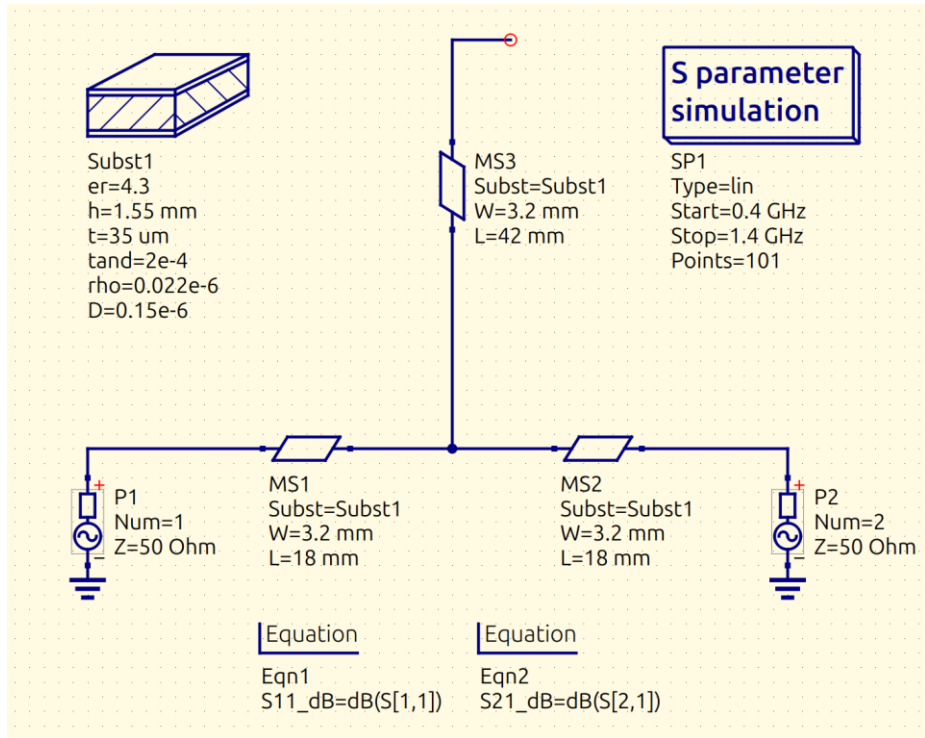 S parameter
simulation
Subst1
er=4.3
h=1.55 mm
t=35 um
tand=2e-4
rho=0.022e-6
D=0.15e-6
MS3
Subst=Subst1
W=3.2 mm
L=42 mm
SP1
Type=lin
Start=0.4 GHz
Stop=1.4 GHz
Points=101
+
P1
Num=1
Z=50 Ohm
−
MS1
Subst=Subst1
W=3.2 mm
L=18 mm
MS2
Subst=Subst1
W=3.2 mm
L=18 mm
+
P2
Num=2
Z=50 Ohm
−
Equation
Eqn1
S11_dB=dB(S[1,1])
Equation
Eqn2
S21_dB=dB(S[2,1])